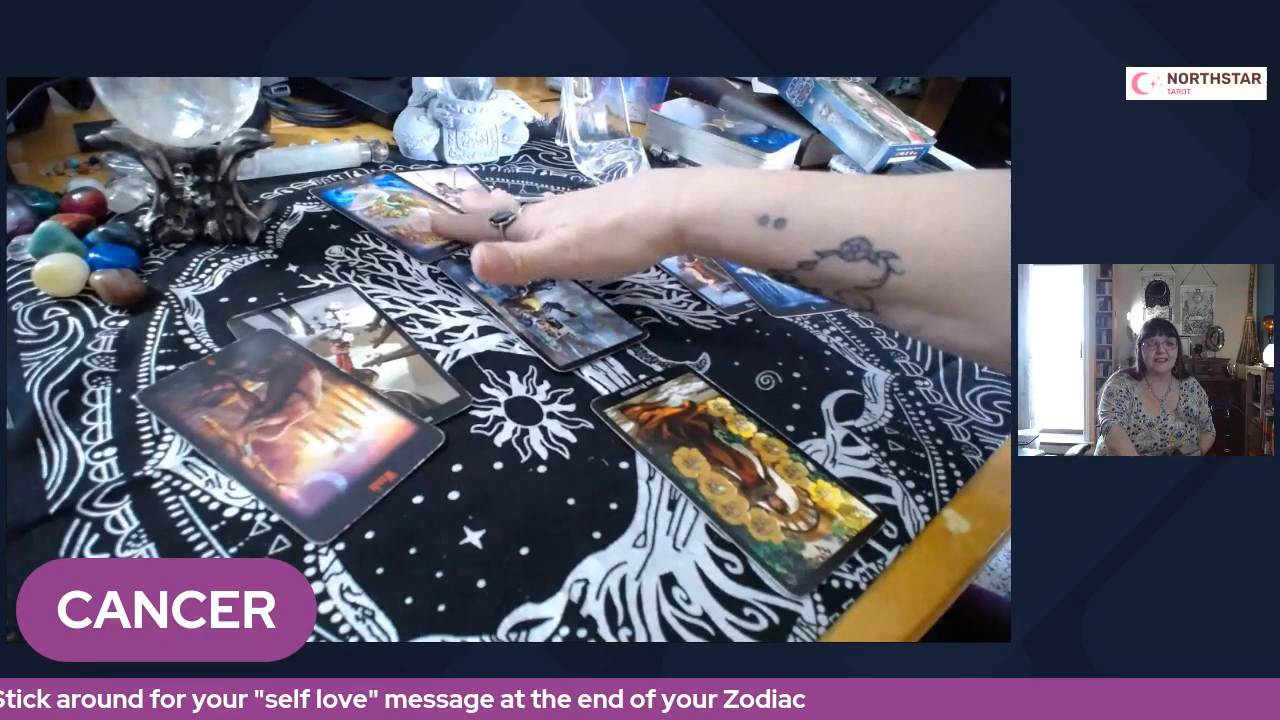 NORTHSTAR
TAROT
CANCER
Stick around for your "self love" message at the end of your Zodiac